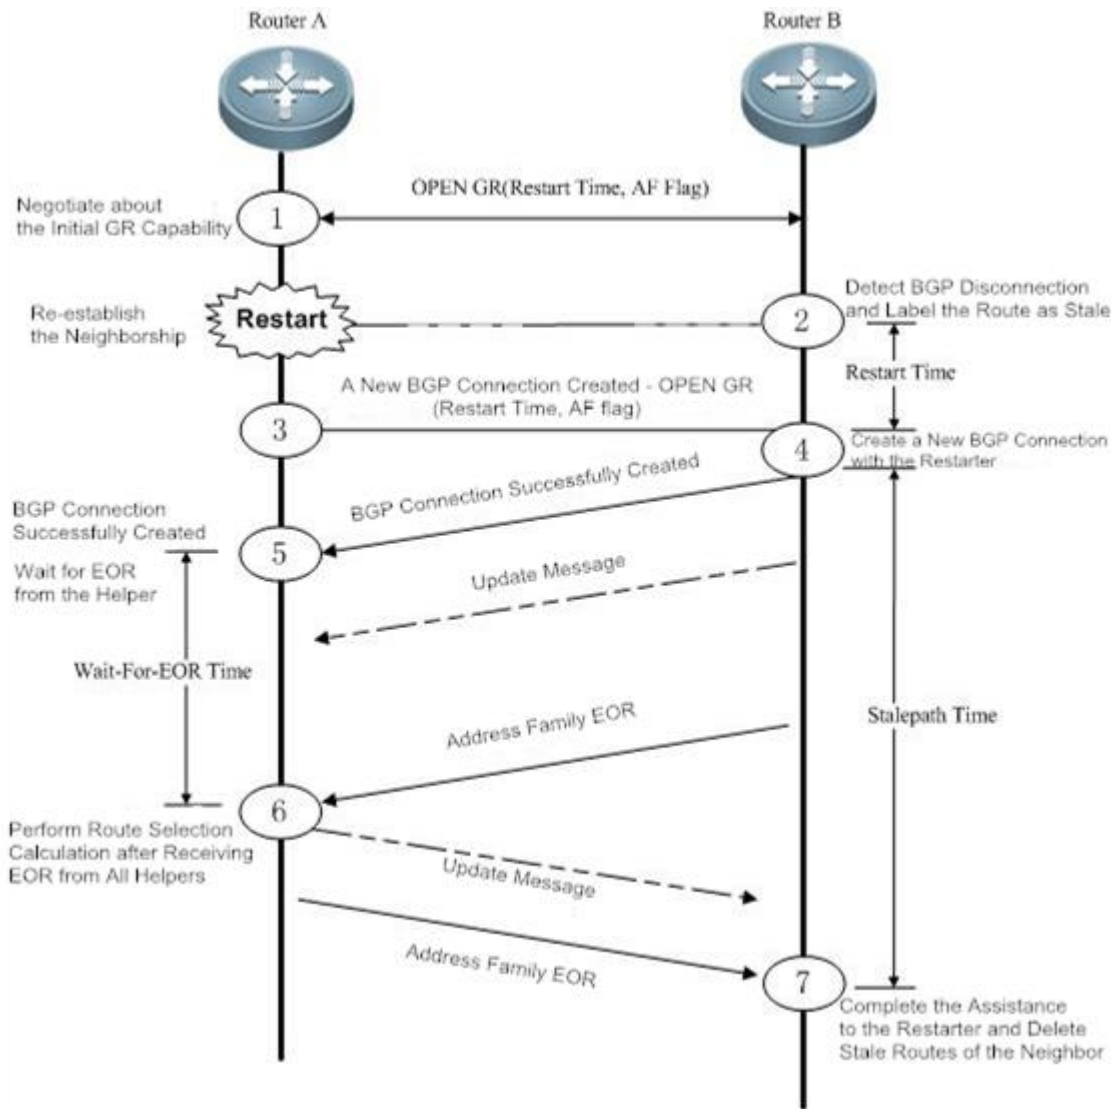 Router A
Router B
OPEN GR(Restart Time, AF Flag)
Negotiate about
the Initial GR Capability
1
Detect BGP Disconnection
and Label the Route as Stale
Re-establish
the Neighborship
Restart
2
Restart Time
A New BGP Connection Created - OPEN GR
(Restart Time, AF flag)
3
4
Create a New BGP Connection
with the Restarter
BGP Connection Successfully Created
BGP Connection
Successfully Created
5
Wait for EOR
from the Helper
Update Message
Wait-For-EOR Time
Stalepath Time
Address Family EOR
6
Perform Route Selection
Calculation after Receiving
EOR from All Helpers
Update Message
Address Family EOR
7
Complete the Assistance
to the Restarter and Delete
Stale Routes of the Neighbor